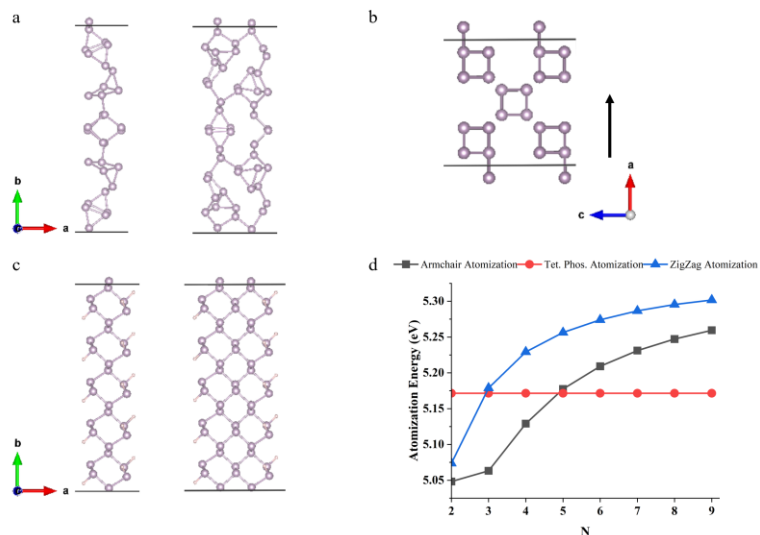 a
b
b
a
a
c
c
b
a
d
Armchair Atomization
Tet. Phos. Atomization
ZigZag Atomization
Atomization Energy (eV)
5.30
5.25
5.20
5.15
5.10
5.05
2 3 4 5 6 7 8 9
N